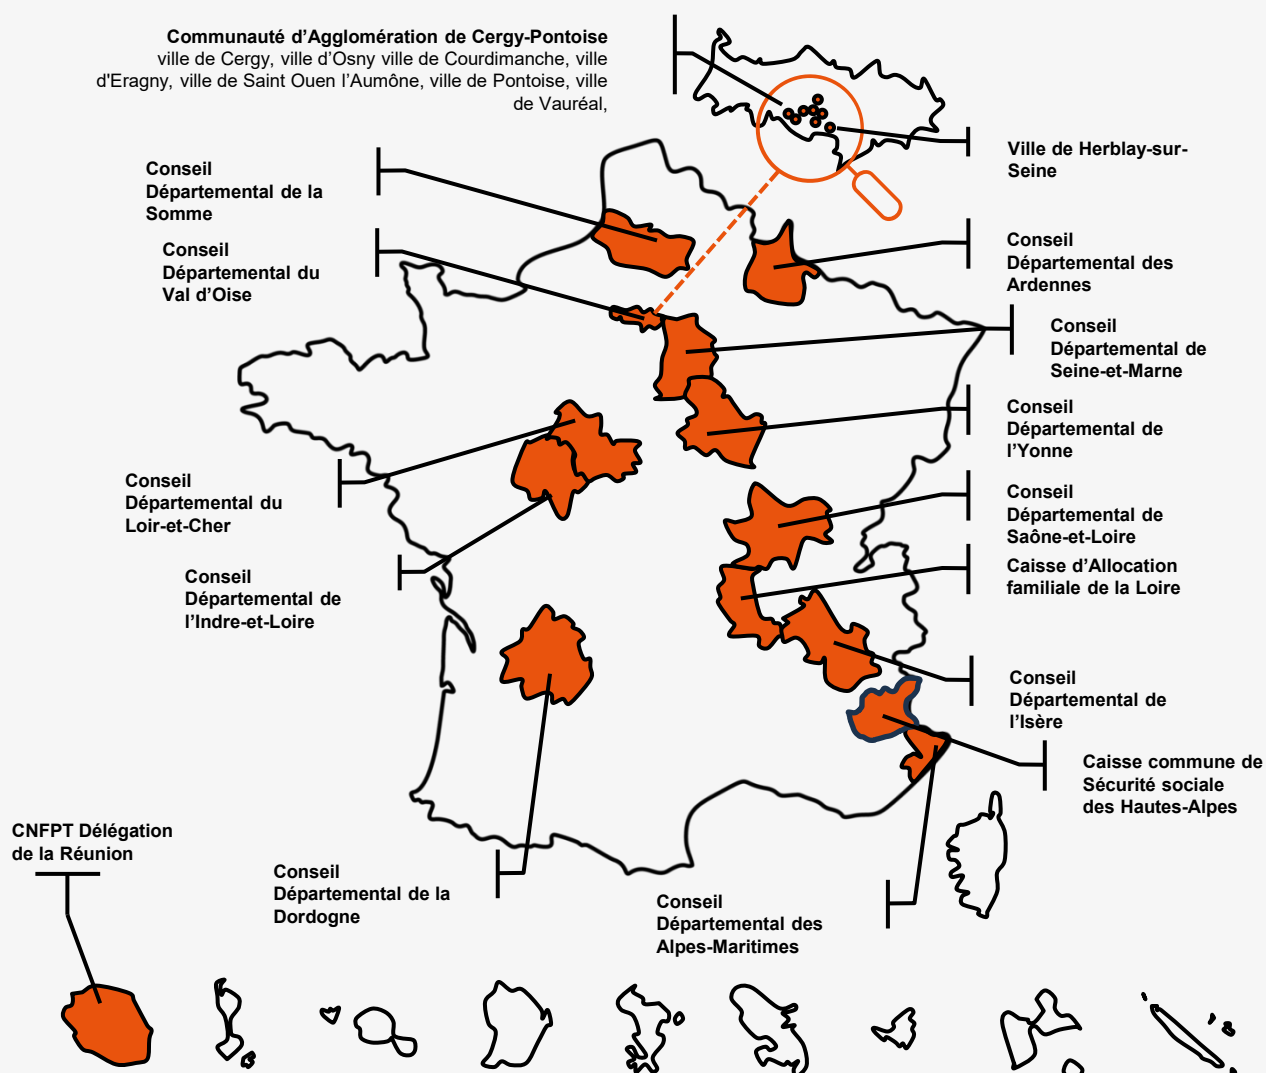 Communauté d’Agglomération de Cergy-Pontoise
ville de Cergy, ville d’Osny ville de Courdimanche, ville
d'Eragny, ville de Saint Ouen l’Aumône, ville de Pontoise, ville
de Vauréal,
Ville de Herblay-sur-
Seine
Conseil
Départemental de la
Somme
Conseil
Départemental du
Val d’Oise
Conseil
Départemental des
Ardennes
Conseil
Départemental de
Seine-et-Marne
Conseil
Départemental de
l’Yonne
Conseil
Départemental du
Loir-et-Cher
Conseil
Départemental de
Saône-et-Loire
Caisse d’Allocation
familiale de la Loire
Conseil
Départemental de
l’Indre-et-Loire
Conseil
Départemental de
l’Isère
Caisse commune de
Sécurité sociale
des Hautes-Alpes
CNFPT Délégation
de la Réunion
Conseil
Départemental de la
Dordogne
Conseil
Départemental des
Alpes-Maritimes